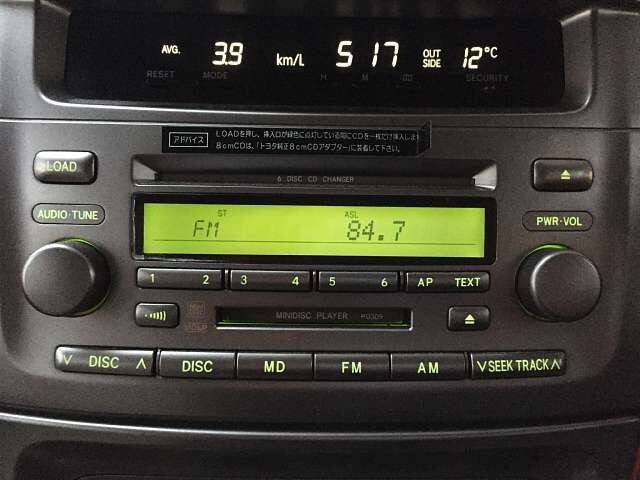 AVG. 3.9 km/L 5 17 OUT SIDE 12°C
RESET MODE H M :00 SECURITY
アドバイス
LOADを押し、挿入口が緑色に点灯している間にCDを一枚だけ挿入します
8cmCDは、「トヨタ純正8cmCDアダプター」に装着して下さい。
LOAD
6 DISC CD CHANGER
AUDIO·TUNE
ST ASL
FM 84.7
PWR·VOL
1 2 3 4 5 6 AP TEXT
MINIDISC PLAYER
∨ DISC ∧ DISC MD FM AM ∨SEEK TRACK∧